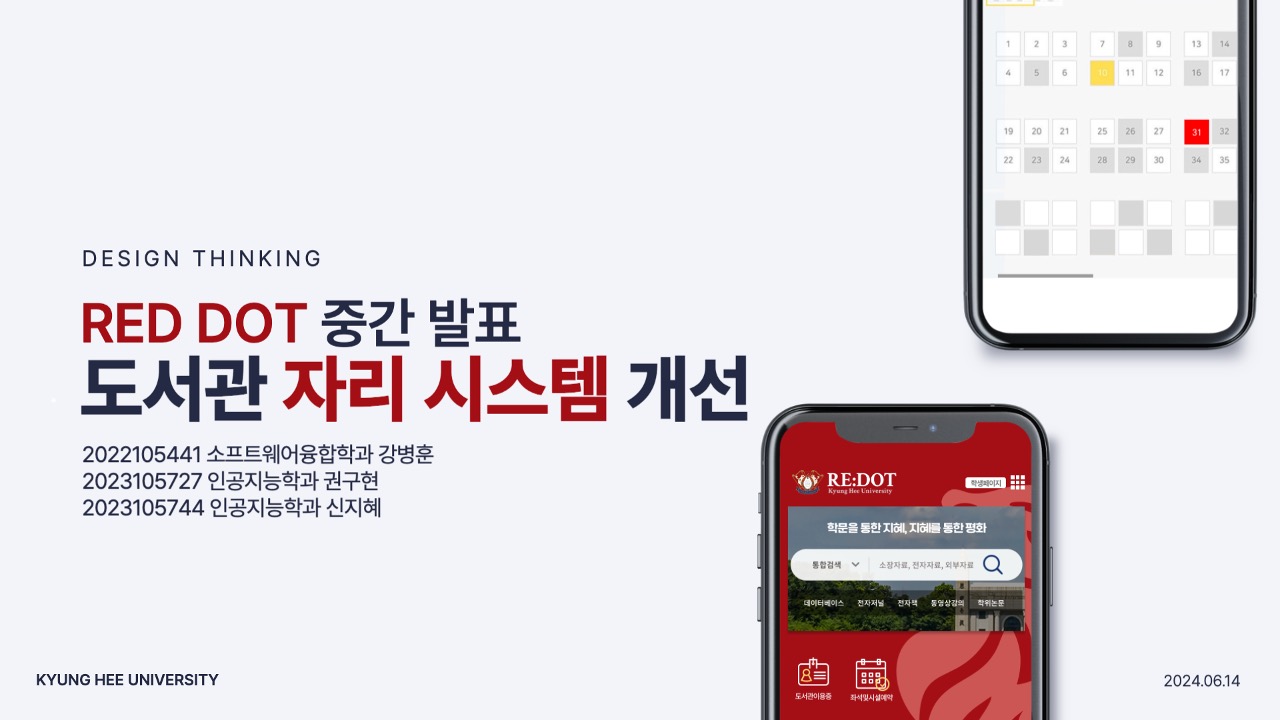 DESIGN THINKING
RED DOT 중간 발표
도서관 자리 시스템 개선
2022105441 소프트웨어융합학과 강병훈
2023105727 인공지능학과 권구현
2023105744 인공지능학과 신지혜
KYUNG HEE UNIVERSITY
2024.06.14
1 2 3 7 8 9 13 14
4 5 6 10 11 12 16 17
19 20 21 25 26 27 31 32
22 23 24 28 29 30 34 35
RE:DOT
Kyung Hee University
학생페이지
학문을 통한 지혜, 지혜를 통한 평화
통합검색 소장자료, 전자자료, 외부자료
데이터베이스 전자저널 전자책 동영상강의 학위논문
도서관이용증 좌석및시설예약